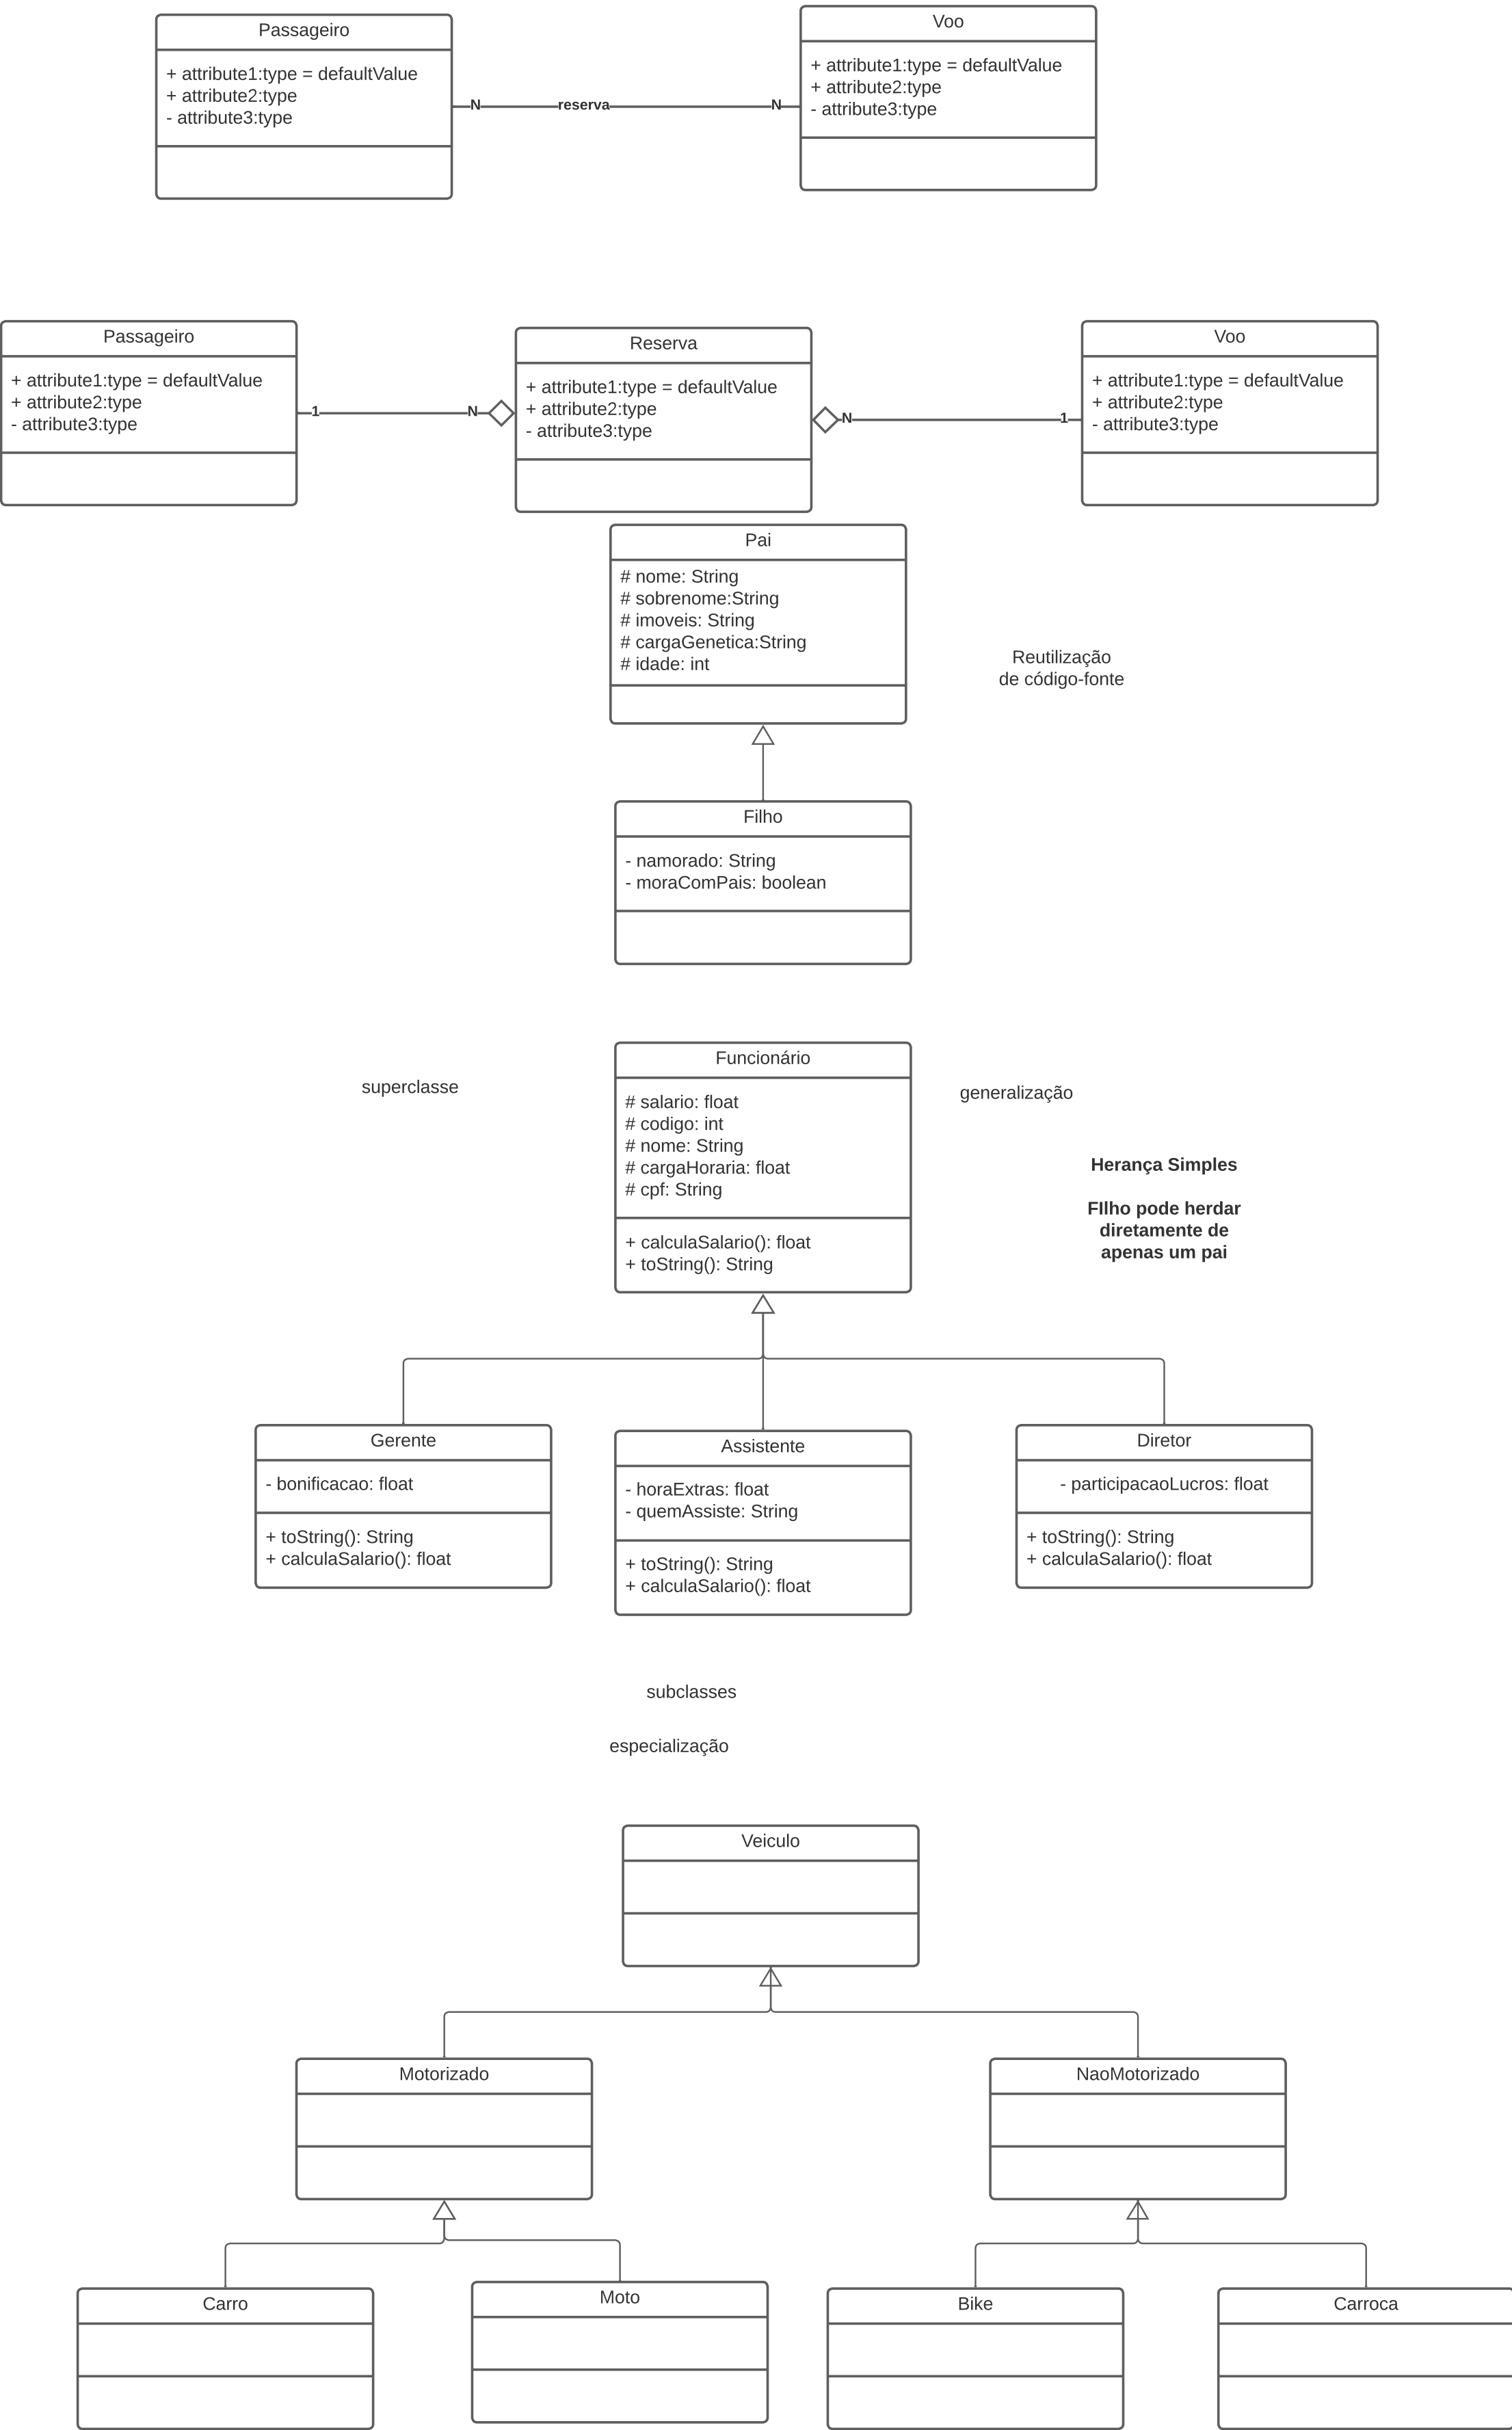 Passageiro
+ attribute1:type = defaultValue
+ attribute2:type
- attribute3:type
N
reserva
N
Voo
+ attribute1:type = defaultValue
+ attribute2:type
- attribute3:type
Passageiro
+ attribute1:type = defaultValue
+ attribute2:type
- attribute3:type
1
N
Reserva
+ attribute1:type = defaultValue
+ attribute2:type
- attribute3:type
N
1
Voo
+ attribute1:type = defaultValue
+ attribute2:type
- attribute3:type
Pai
# nome: String
# sobrenome:String
# imoveis: String
# cargaGenetica:String
# idade: int
Reutilização
de código-fonte
Filho
- namorado: String
- moraComPais: boolean
superclasse
Funcionário
# salario: float
# codigo: int
# nome: String
# cargaHoraria: float
# cpf: String
+ calculaSalario(): float
+ toString(): String
generalização
Herança Simples
FIlho pode herdar
diretamente de
apenas um pai
Gerente
- bonificacao: float
+ toString(): String
+ calculaSalario(): float
Assistente
- horaExtras: float
- quemAssiste: String
+ toString(): String
+ calculaSalario(): float
Diretor
- participacaoLucros: float
+ toString(): String
+ calculaSalario(): float
subclasses
especialização
Veiculo
Motorizado
NaoMotorizado
Carro
Moto
Bike
Carroca